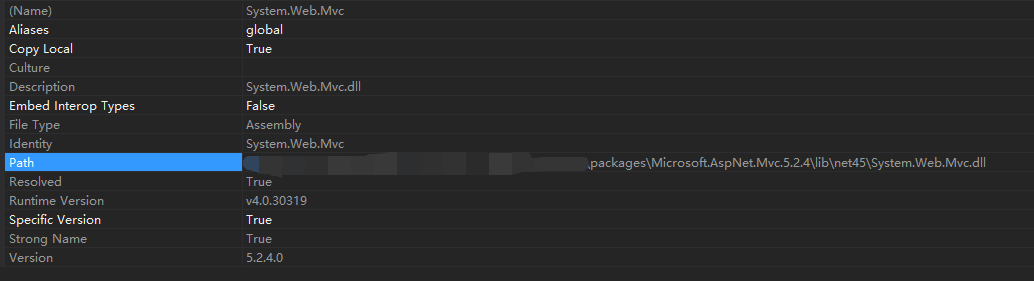 (Name) System.Web.Mvc
Aliases global
Copy Local True
Culture
Description System.Web.Mvc.dll
Embed Interop Types False
File Type Assembly
Identity System.Web.Mvc
Path \packages\Microsoft.AspNet.Mvc.5.2.4\lib\net45\System.Web.Mvc.dll
Resolved True
Runtime Version v4.0.30319
Specific Version True
Strong Name True
Version 5.2.4.0